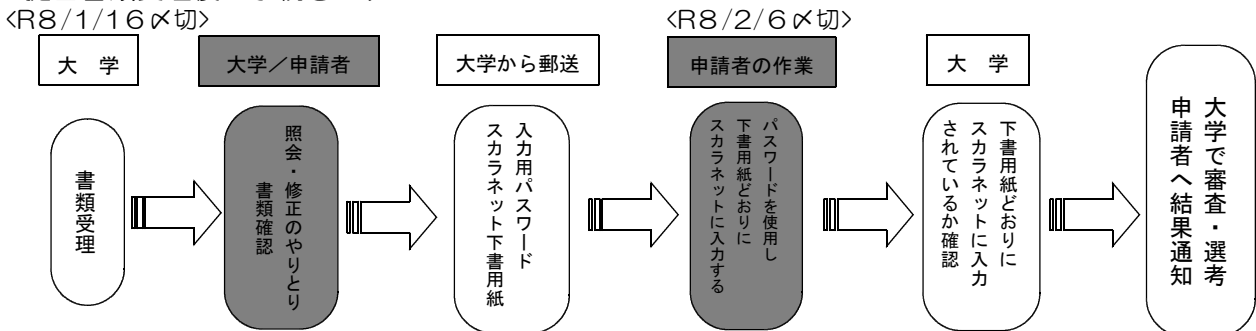 <R8/1/16〆切>
<R8/2/6〆切>
大　学
大学／申請者
大学から郵送
申請者の作業
大　学
書類受理
照会・修正のやりとり
書類確認
入力用パスワード
スカラネット下書用紙
パスワードを使用し
下書用紙どおりに
スカラネットに入力する
下書用紙どおりに
スカラネットに入力
されているか確認
大学で審査・選考
申請者へ結果通知